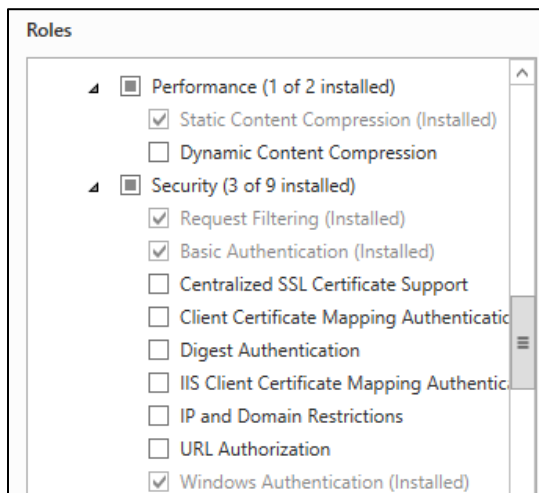 Roles
Performance (1 of 2 installed)
Static Content Compression (Installed)
Dynamic Content Compression
Security (3 of 9 installed)
Request Filtering (Installed)
Basic Authentication (Installed)
Centralized SSL Certificate Support
Client Certificate Mapping Authenticatio
Digest Authentication
IIS Client Certificate Mapping Authentic
IP and Domain Restrictions
URL Authorization
Windows Authentication (Installed)